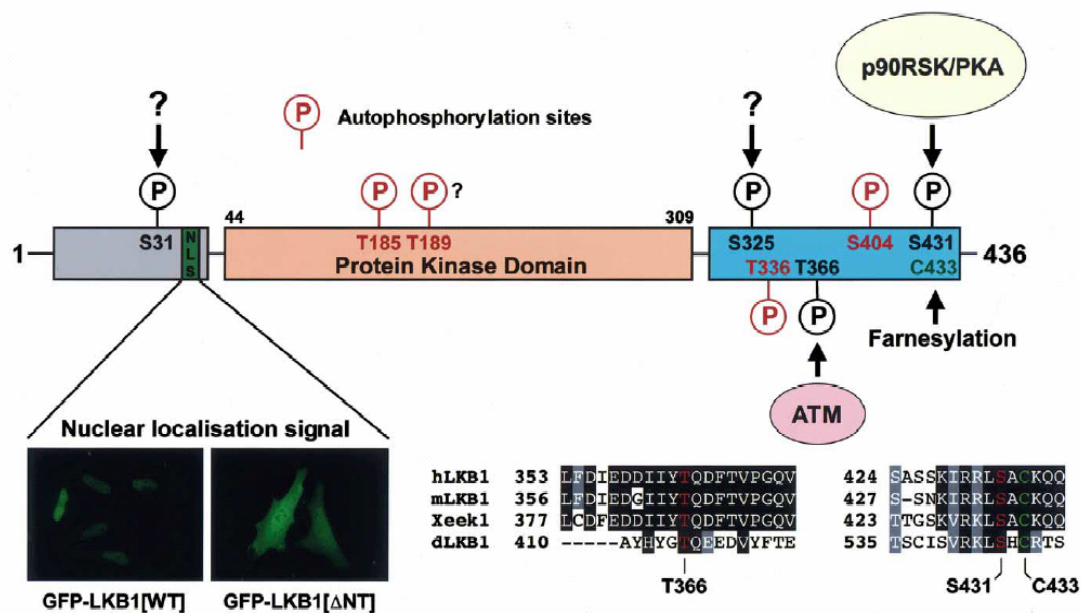 p90RSK/PKA
?
?
P
Autophosphorylation sites
P
P
P
?
P
P
P
44
309
1
S31
NLS
T185
T189
Protein Kinase Domain
S325
S404
S431
T336
T366
C433
436
P
P
Farnesylation
ATM
Nuclear localisation signal
GFP-LKB1[WT]
GFP-LKB1[ΔNT]
hLKB1 353 LFDIEDDIIYTQDFTVPGQV
mLKB1 356 LFDIEDGIIYTQDFTVPGQV
Xeek1 377 LCDFEDDIIYTQDFTVPGQV
dLKB1 410 -----AYHYGTQEEDVYFTE
T366
424 SASSKIRRLSACKQQ
427 S-SNKIRRLSACKQQ
423 TTGSKVRKLSACKQQ
535 TSCISVRKLSHCRTS
S431
C433